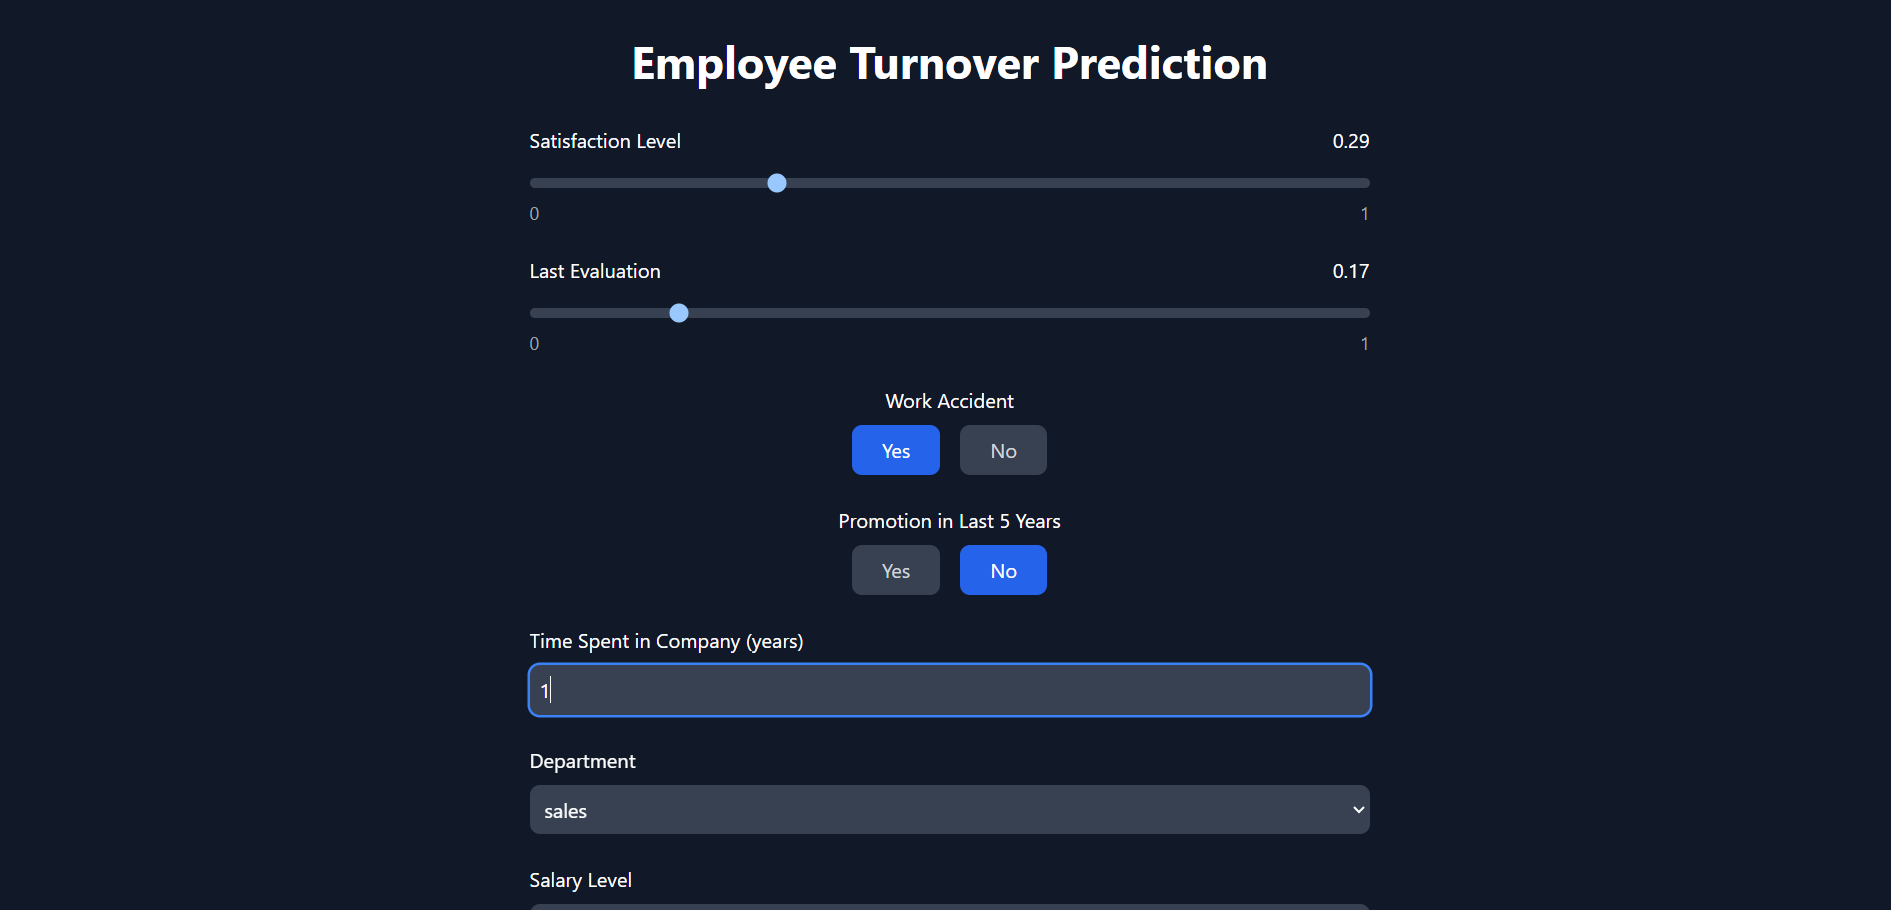 Employee Turnover Prediction
Satisfaction Level 0.29
0 1
Last Evaluation 0.17
0 1
Work Accident
Yes No
Promotion in Last 5 Years
Yes No
Time Spent in Company (years)
1
Department
sales
Salary Level